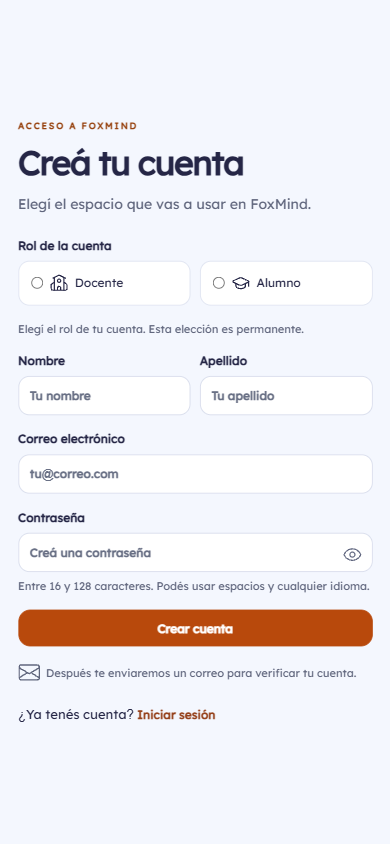 ACCESO A FOXMIND
Creá tu cuenta
Elegí el espacio que vas a usar en FoxMind.
Rol de la cuenta
Docente
Alumno
Elegí el rol de tu cuenta. Esta elección es permanente.
Nombre
Apellido
Tu nombre
Tu apellido
Correo electrónico
tu@correo.com
Contraseña
Creá una contraseña
Entre 16 y 128 caracteres. Podés usar espacios y cualquier idioma.
Crear cuenta
Después te enviaremos un correo para verificar tu cuenta.
¿Ya tenés cuenta? Iniciar sesión